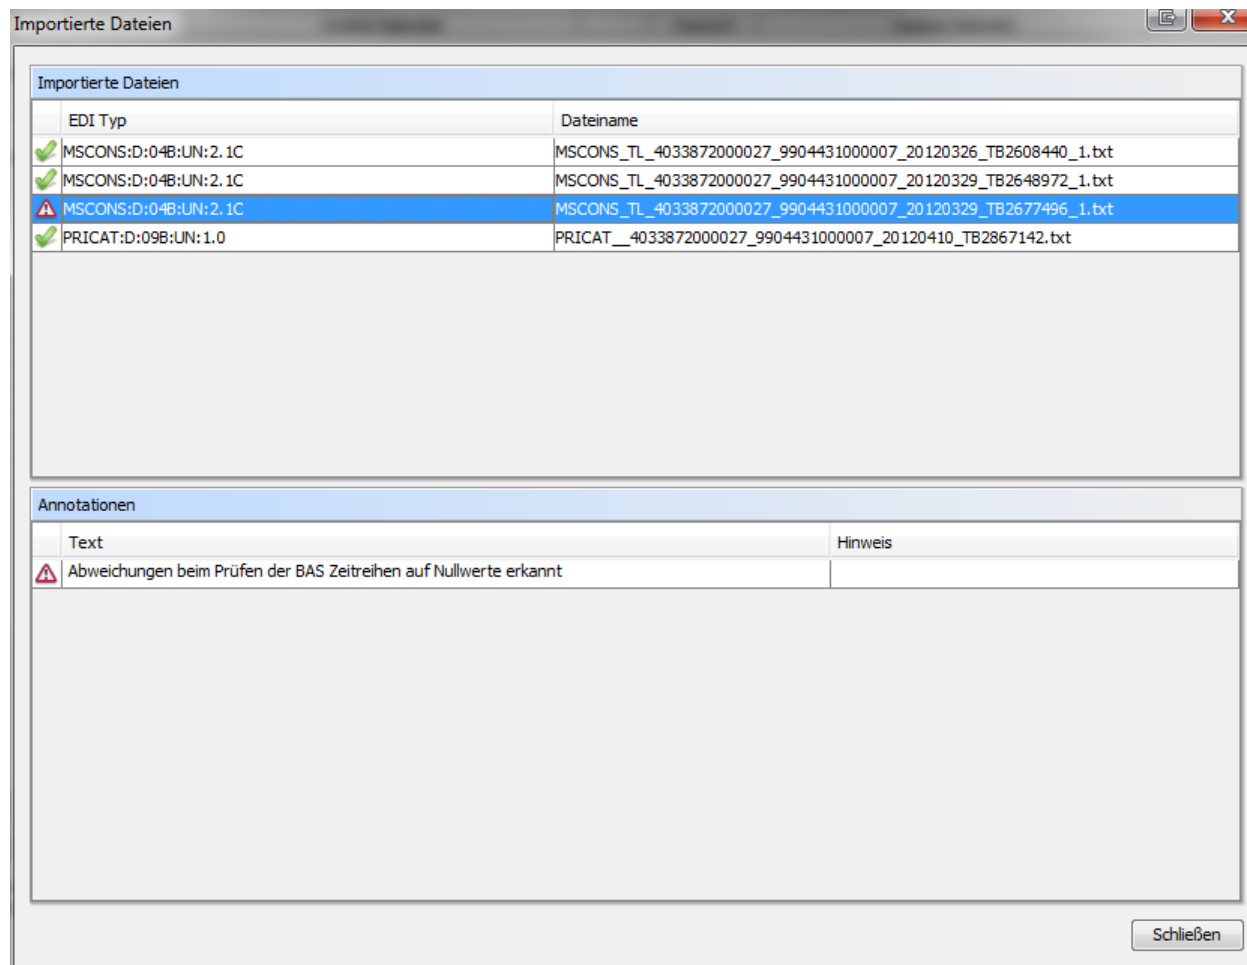 Importierte Dateien
Importierte Dateien
EDI Typ Dateiname
MSCONS:D:04B:UN:2.1C MSCONS_TL_4033872000027_9904431000007_20120326_TB2608440_1.txt
MSCONS:D:04B:UN:2.1C MSCONS_TL_4033872000027_9904431000007_20120329_TB2648972_1.txt
MSCONS:D:04B:UN:2.1C MSCONS_TL_4033872000027_9904431000007_20120329_TB2677496_1.txt
PRICAT:D:09B:UN:1.0 PRICAT__4033872000027_9904431000007_20120410_TB2867142.txt
Annotationen
Text Hinweis
Abweichungen beim Prüfen der BAS Zeitreihen auf Nullwerte erkannt
Schließen